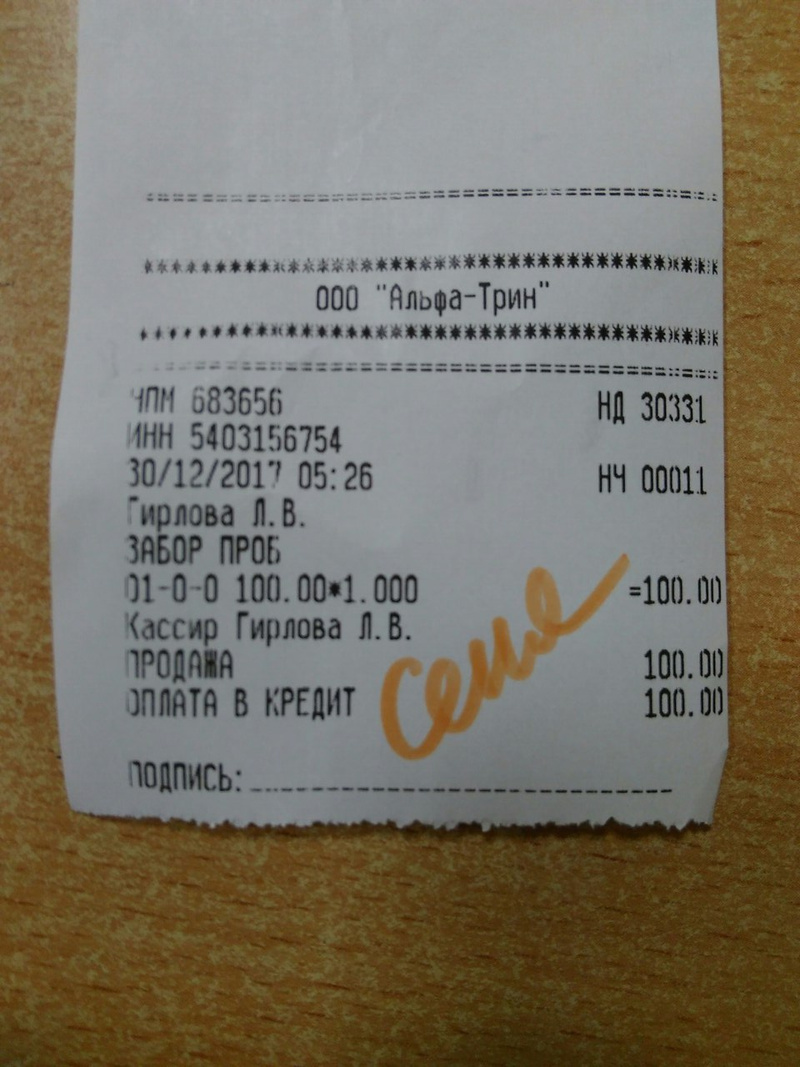 ООО "Альфа-Трин"
ЧПМ 683656 НД 30331
ИНН 5403156754
30/12/2017 05:26 НЧ 00011
Гирлова Л.В.
ЗАБОР ПРОБ
01-0-0 100.00*1.000 =100.00
Кассир Гирлова Л.В.
ПРОДАЖА 100.00
ОПЛАТА В КРЕДИТ 100.00
ПОДПИСЬ: